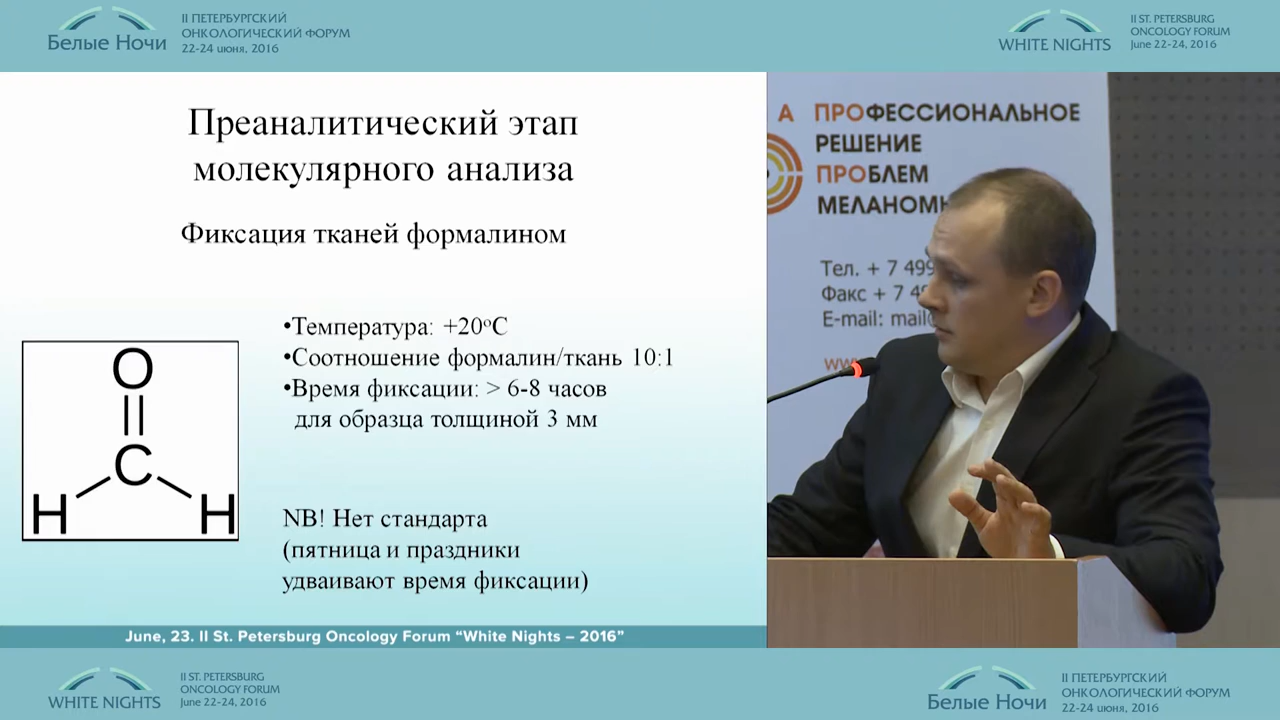 Белые Ночи
II ПЕТЕРБУРГСКИЙ
ОНКОЛОГИЧЕСКИЙ ФОРУМ
22-24 июня, 2016
WHITE NIGHTS
II ST. PETERSBURG
ONCOLOGY FORUM
June 22-24, 2016
Преаналитический этап
молекулярного анализа
Фиксация тканей формалином
•Температура: +20°С
•Соотношение формалин/ткань 10:1
•Время фиксации: > 6-8 часов
для образца толщиной 3 мм
O
C
H H
NB! Нет стандарта
(пятница и праздники
удваивают время фиксации)
June, 23. II St. Petersburg Oncology Forum “White Nights – 2016”
А ПРОФЕССИОНАЛЬНОЕ
РЕШЕНИЕ
ПРОБЛЕМ
Тел. + 7 499
Факс + 7
E-mail:
WHITE NIGHTS
II ST. PETERSBURG
ONCOLOGY FORUM
June 22-24, 2016
Белые Ночи
II ПЕТЕРБУРГСКИЙ
ОНКОЛОГИЧЕСКИЙ ФОРУМ
22-24 июня, 2016